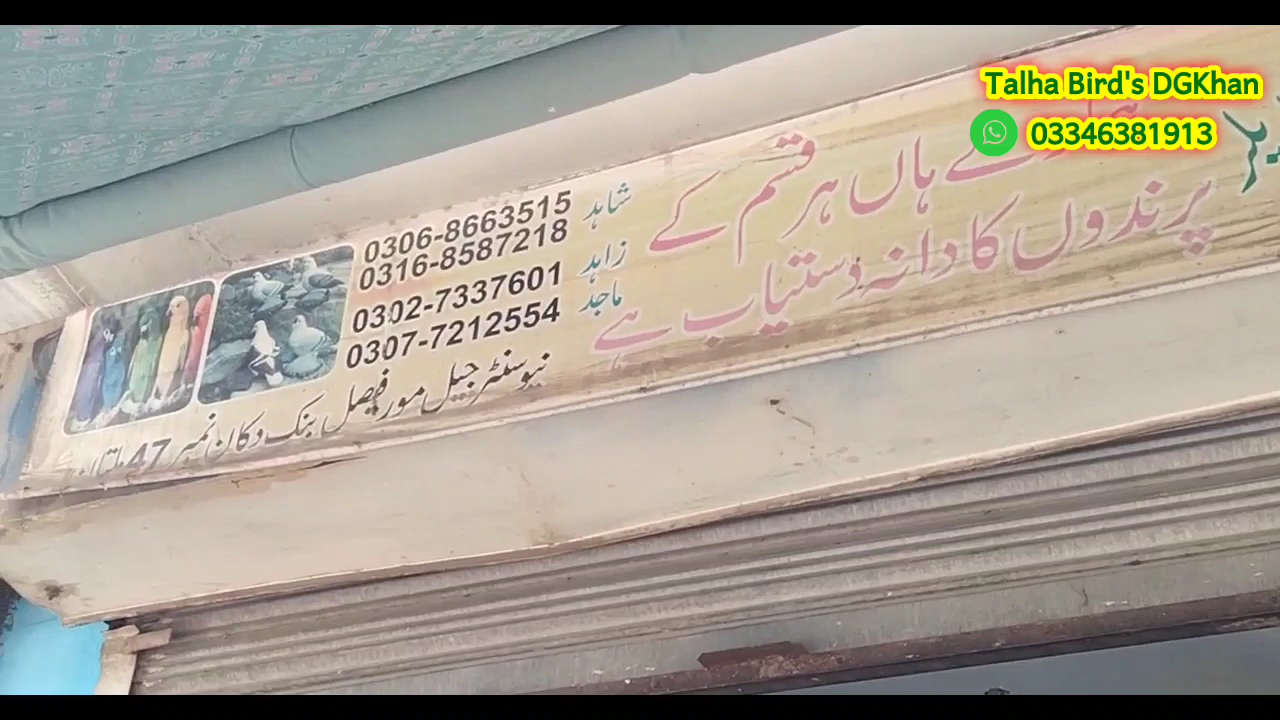 Talha Bird's DGKhan
03346381913
کے ہاں ہر قسم کے
پرندوں کا دانہ دستیاب ہے
شاہد 0306-8663515
0316-8587218
زاہد 0302-7337601
ماجد 0307-7212554
نیو سنٹر جیل موڑ فیصل بنک دکان نمبر 47